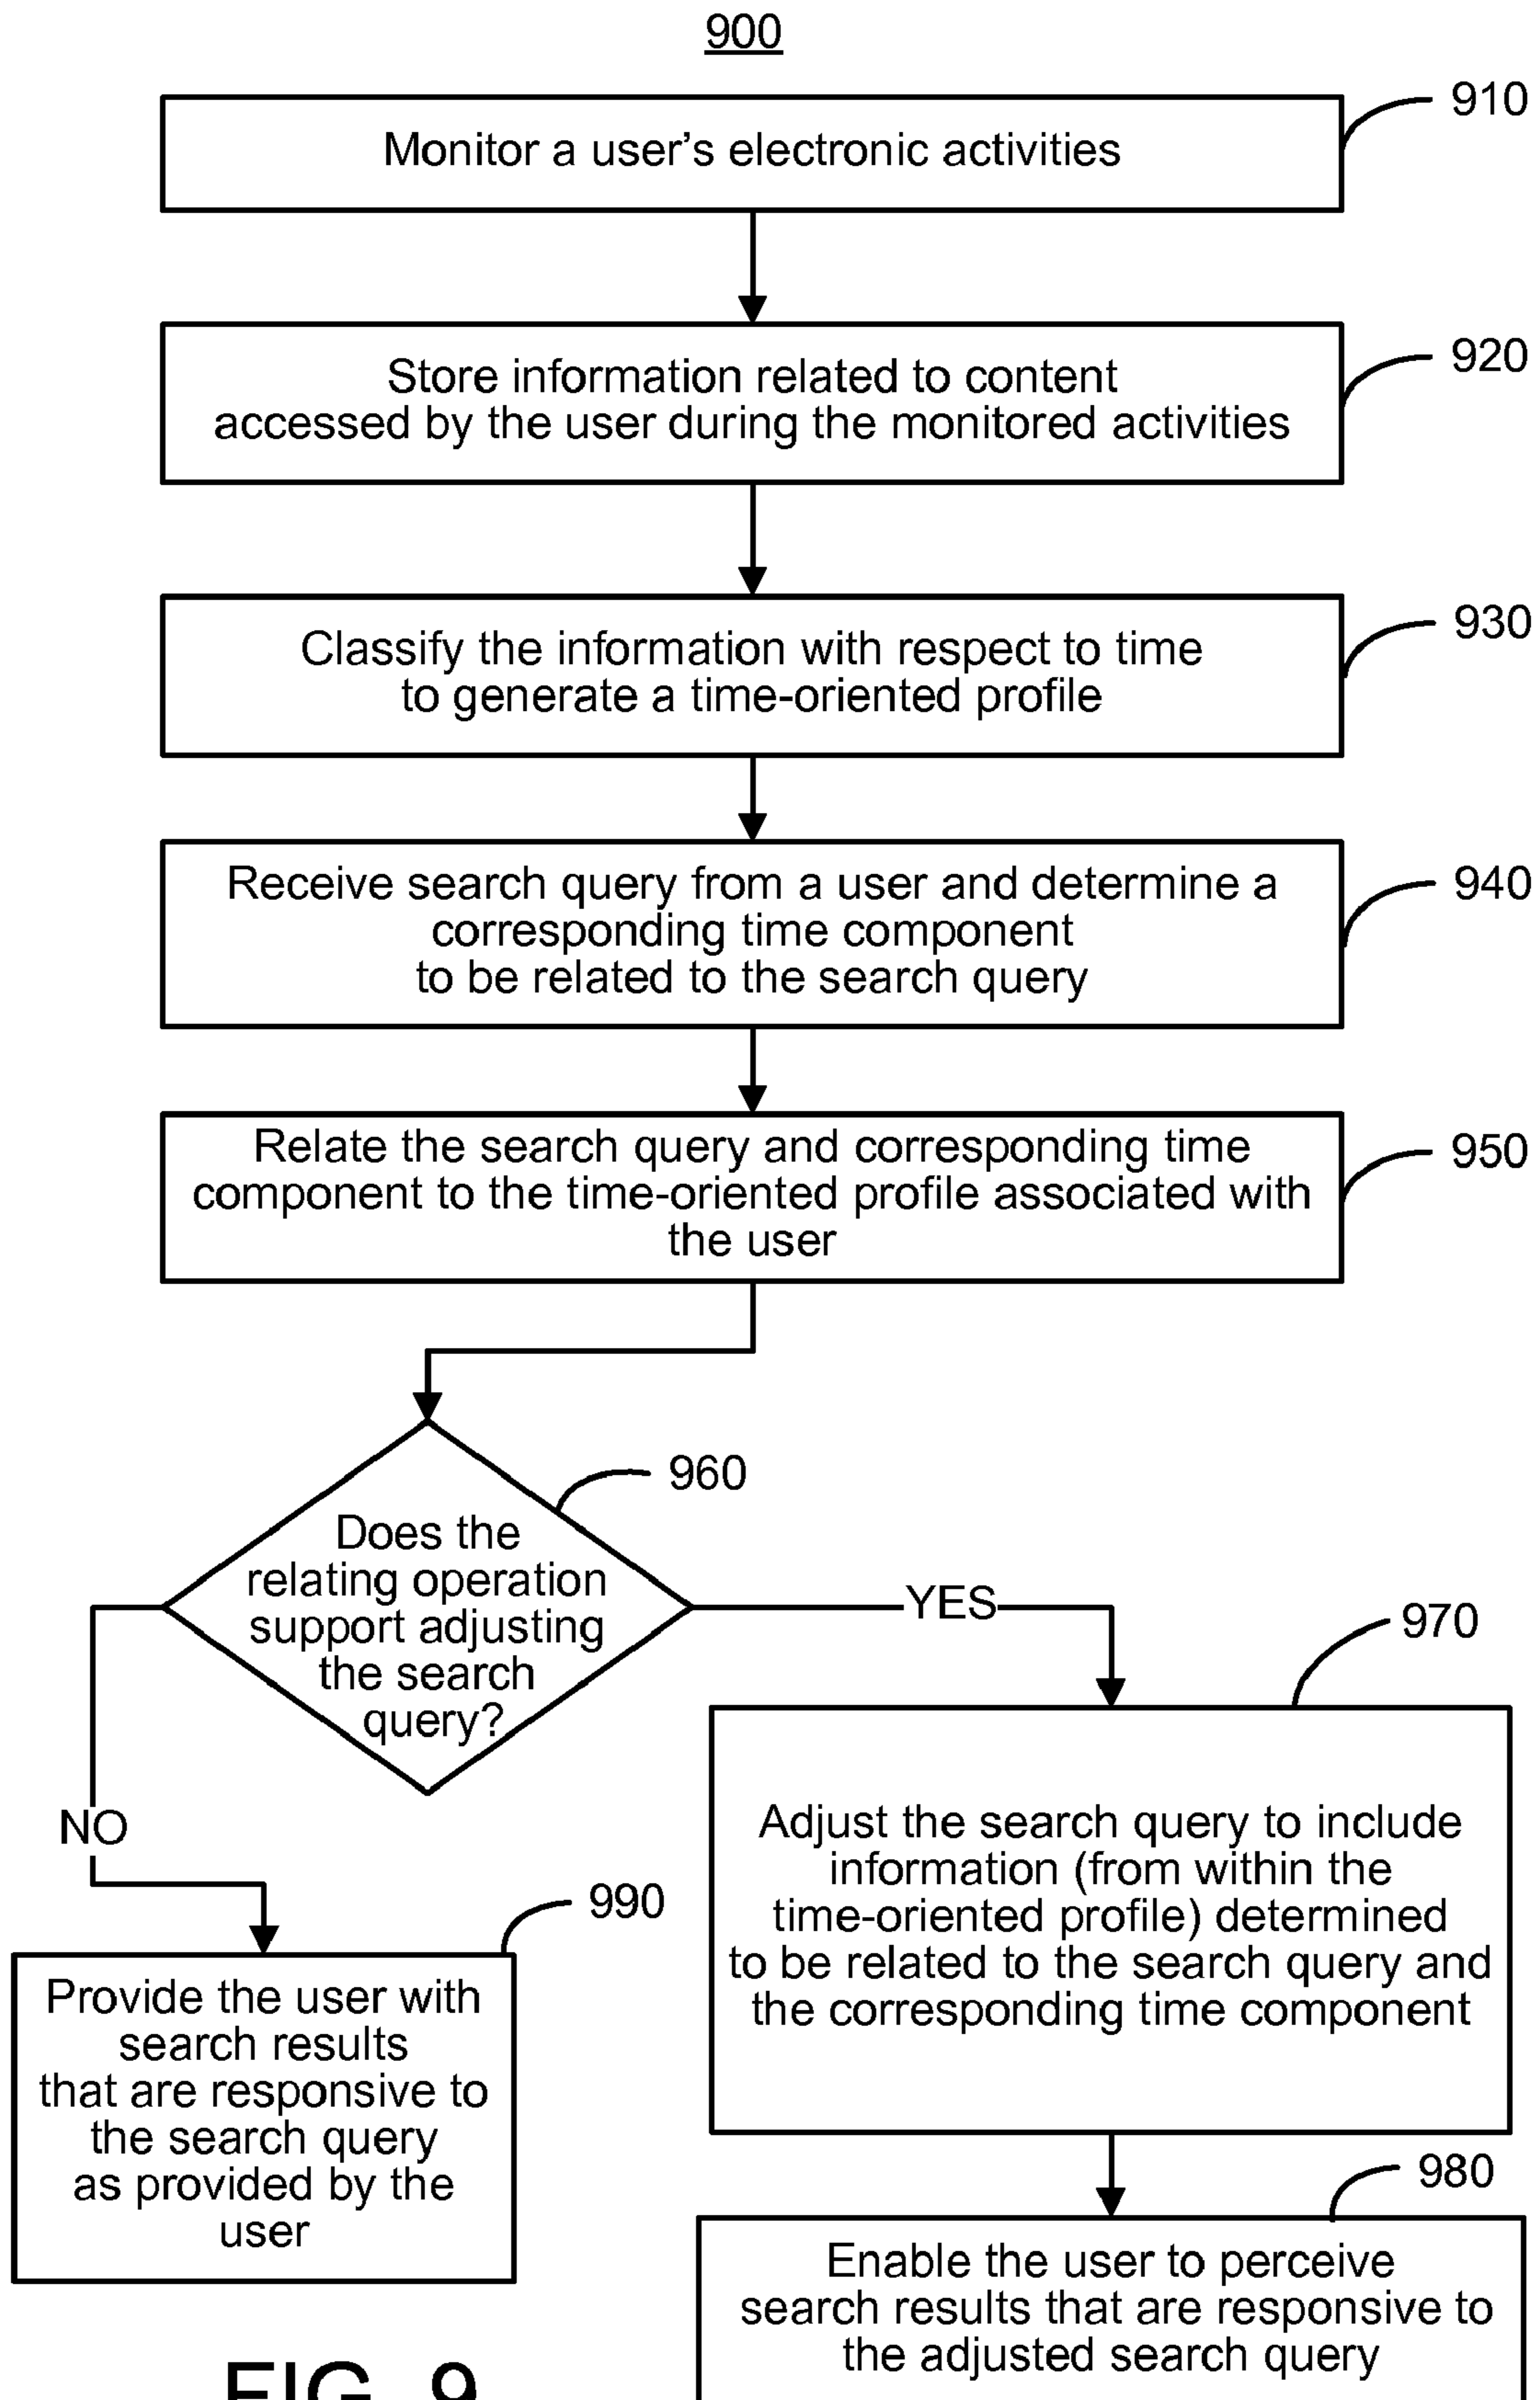 900
910
Monitor a user’s electronic activities
920
Store information related to content
accessed by the user during the monitored activities
930
Classify the information with respect to time
to generate a time-oriented profile
940
Receive search query from a user and determine a
corresponding time component
to be related to the search query
950
Relate the search query and corresponding time
component to the time-oriented profile associated with
the user
960
Does the
relating operation
support adjusting
the search
query?
YES
NO
970
Adjust the search query to include
information (from within the
time-oriented profile) determined
to be related to the search query and
the corresponding time component
990
Provide the user with
search results
that are responsive to
the search query
as provided by the
user
980
Enable the user to perceive
search results that are responsive to
the adjusted search query
FIG. 9